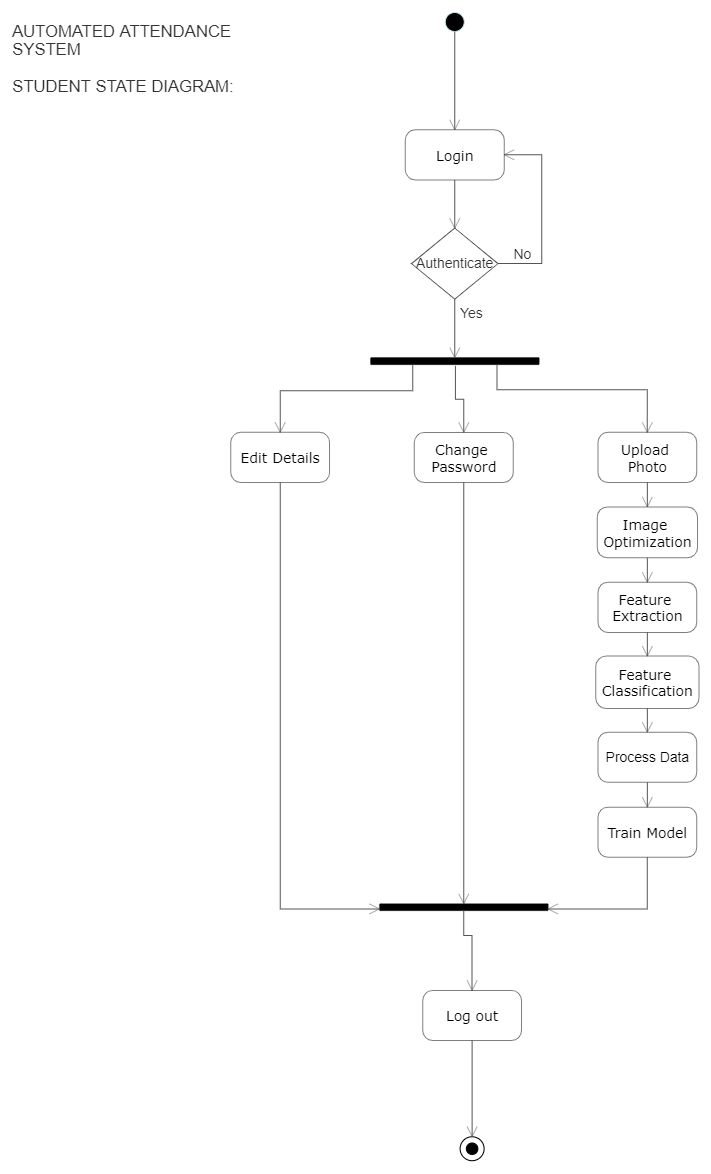 AUTOMATED ATTENDANCE
SYSTEM
STUDENT STATE DIAGRAM:
Login
Authenticate
No
Yes
Edit Details
Change
Password
Upload
Photo
Image
Optimization
Feature
Extraction
Feature
Classification
Process Data
Train Model
Log out